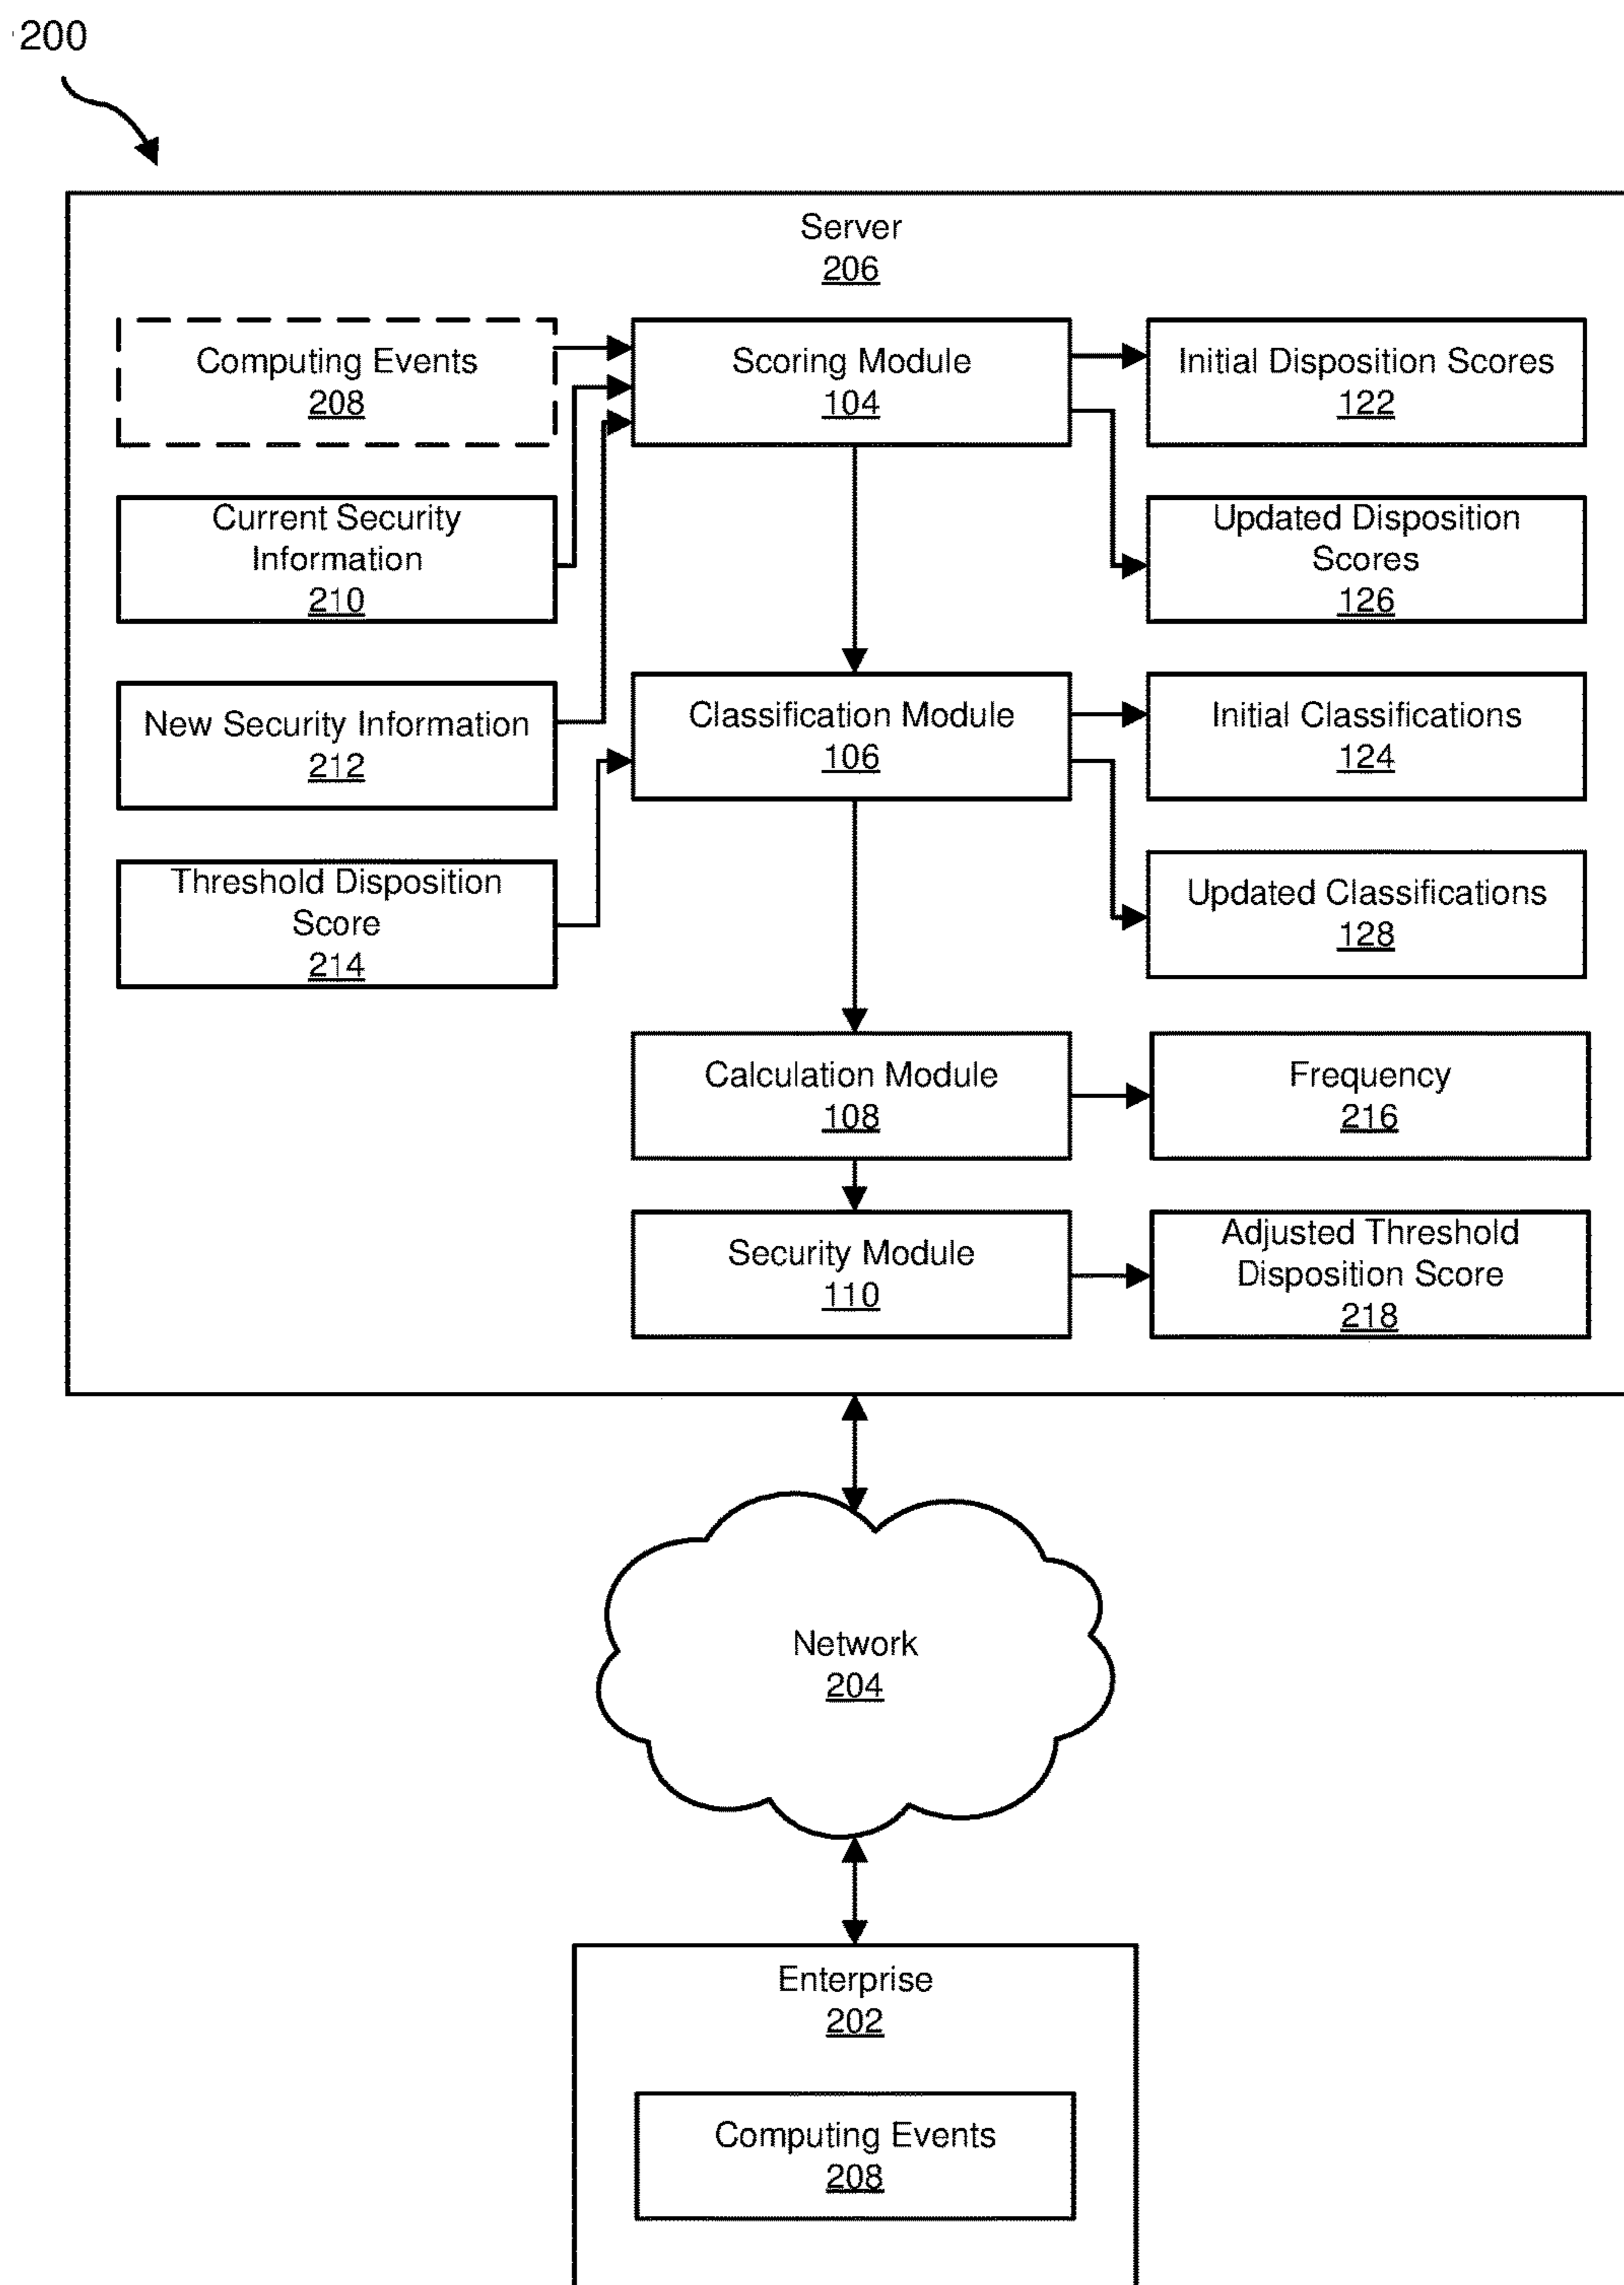 200
Server
206
Computing Events
208
Scoring Module
104
Initial Disposition Scores
122
Current Security
Information
210
Updated Disposition
Scores
126
New Security Information
212
Classification Module
106
Initial Classifications
124
Threshold Disposition
Score
214
Updated Classifications
128
Calculation Module
108
Frequency
216
Security Module
110
Adjusted Threshold
Disposition Score
218
Network
204
Enterprise
202
Computing Events
208